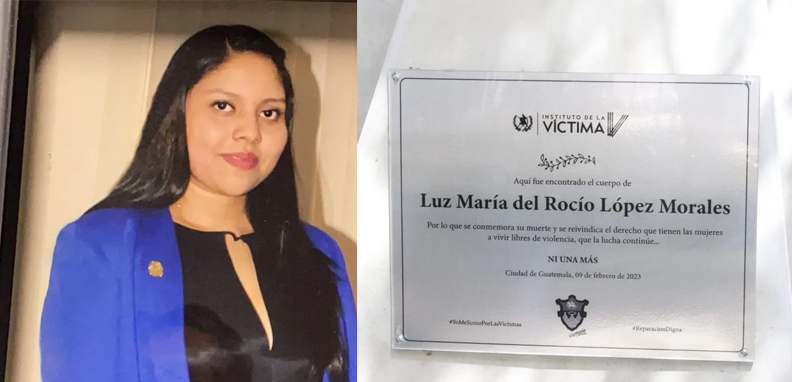 INSTITUTO DE LA
VÍCTIMA
Aquí fue encontrado el cuerpo de
Luz María del Rocío López Morales
Por lo que se conmemora su muerte y se reivindica el derecho que tienen las mujeres
a vivir libres de violencia, que la lucha continúe...
NI UNA MÁS
Ciudad de Guatemala, 09 de febrero de 2023
#YoMeSumoPorLasVíctimas
#ReparaciónDigna